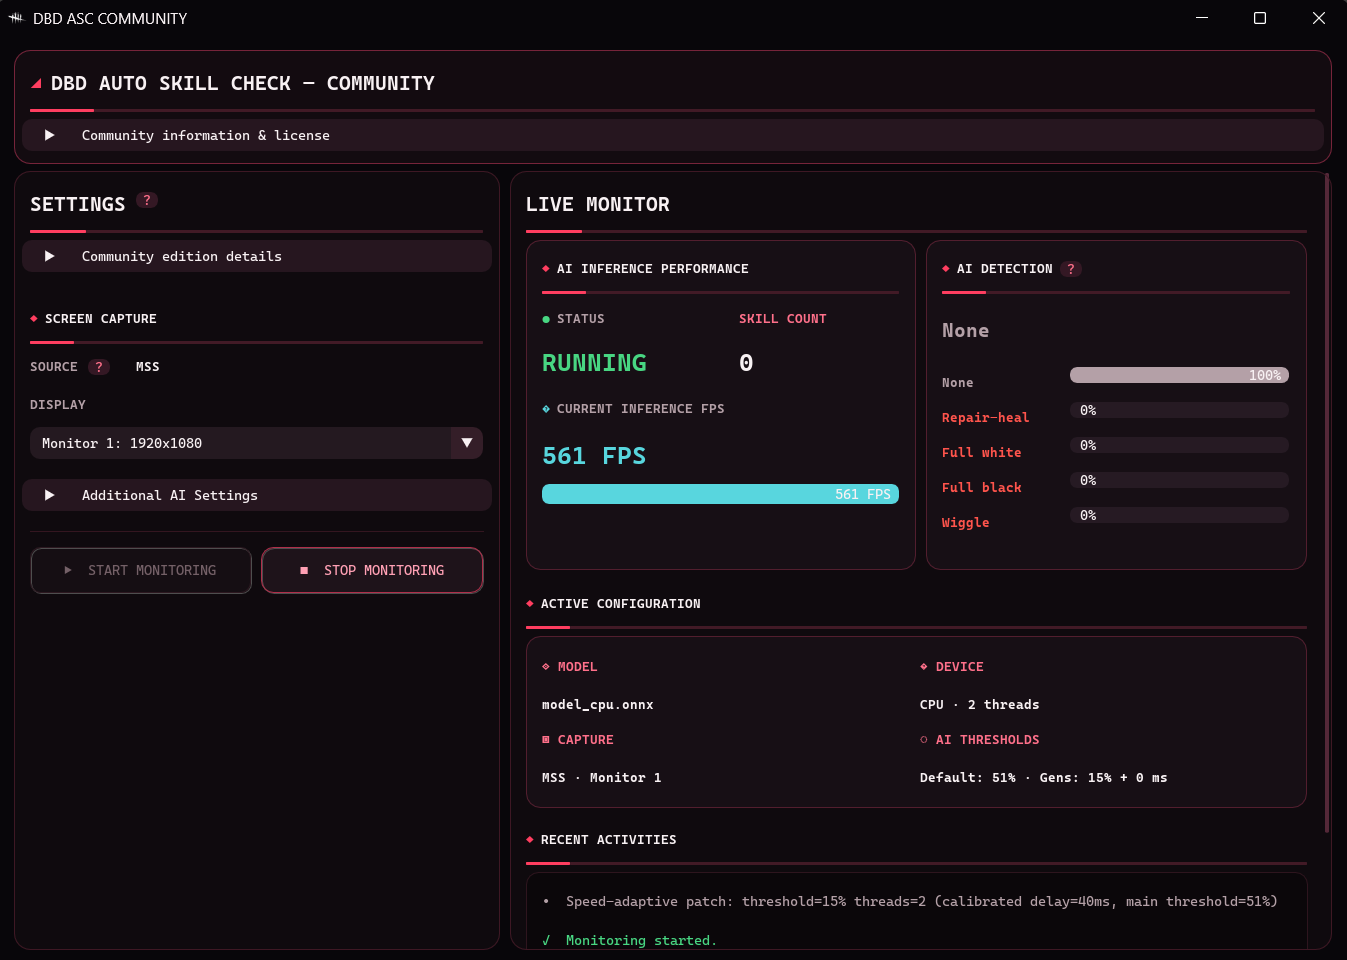 DBD ASC COMMUNITY
DBD AUTO SKILL CHECK — COMMUNITY
Community information & license
SETTINGS ?
Community edition details
SCREEN CAPTURE
SOURCE ? MSS
DISPLAY
Monitor 1: 1920x1080
Additional AI Settings
START MONITORING
STOP MONITORING
LIVE MONITOR
AI INFERENCE PERFORMANCE
STATUS
SKILL COUNT
RUNNING
0
CURRENT INFERENCE FPS
561 FPS
561 FPS
AI DETECTION ?
None
None 100%
Repair-heal 0%
Full white 0%
Full black 0%
Wiggle 0%
ACTIVE CONFIGURATION
MODEL
model_cpu.onnx
DEVICE
CPU · 2 threads
CAPTURE
MSS · Monitor 1
AI THRESHOLDS
Default: 51% · Gens: 15% + 0 ms
RECENT ACTIVITIES
• Speed-adaptive patch: threshold=15% threads=2 (calibrated delay=40ms, main threshold=51%)
√ Monitoring started.